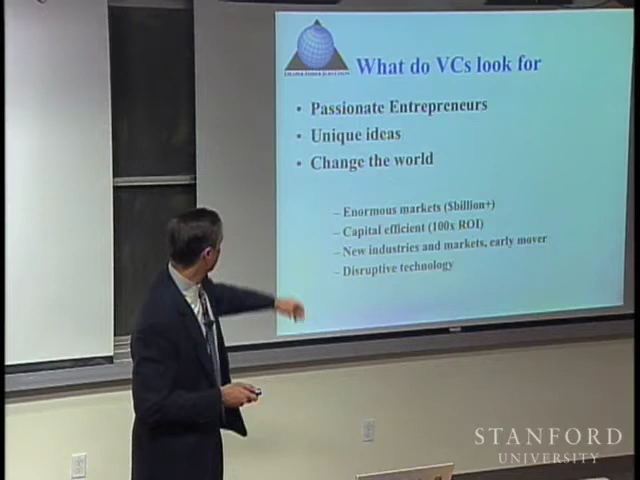 What do VCs look for
• Passionate Entrepreneurs
• Unique ideas
• Change the world
– Enormous markets ($billion+)
– Capital efficient (100x ROI)
– New industries and markets, early mover
– Disruptive technology
STANFORD
UNIVERSITY